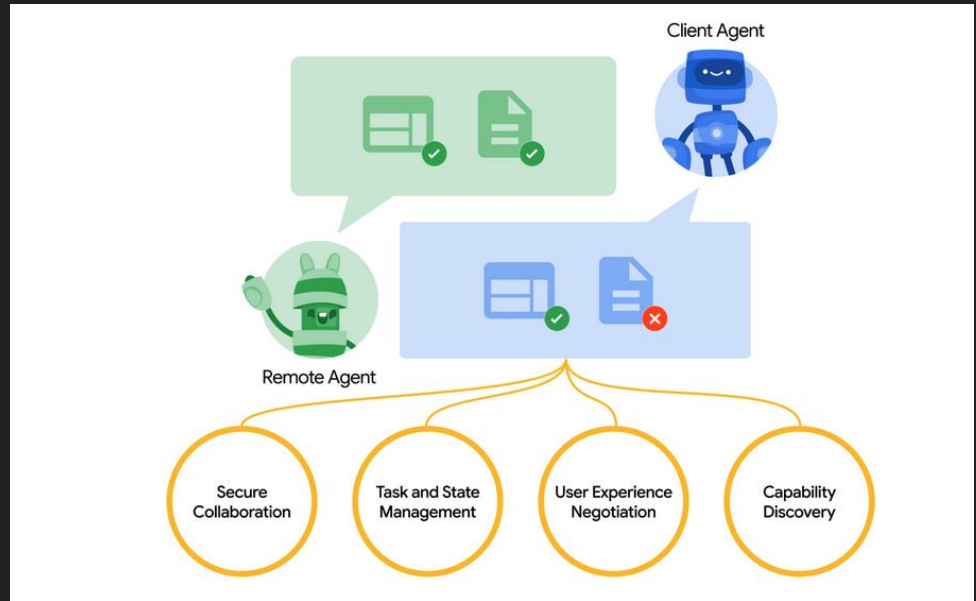 Client Agent
Remote Agent
Secure
Collaboration
Task and State
Management
User Experience
Negotiation
Capability
Discovery